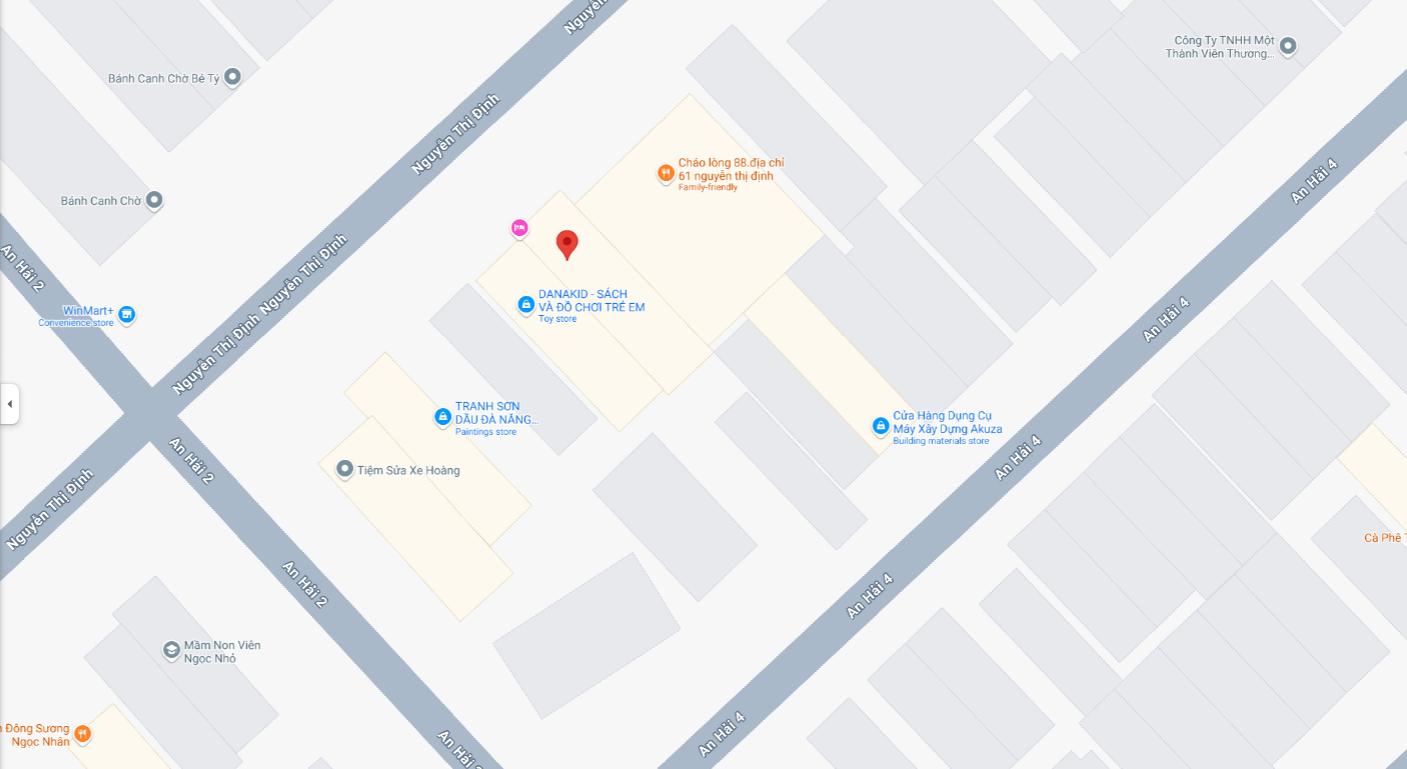 Nguyễn
Công Ty TNHH Một
Thành Viên Thương...
Bánh Canh Chờ Bé Tý
Nguyễn Thị Định
Cháo lòng 88.địa chỉ
61 nguyễn thị định
Family-friendly
An Hải 4
Bánh Canh Chờ
An Hải 2
Nguyễn Thị Định
DANAKID - SÁCH
VÀ ĐỒ CHƠI TRẺ EM
Toy store
WinMart+
Convenience store
An Hải 4
Nguyễn Thị Định
TRANH SƠN
DẦU ĐÀ NẴNG...
Paintings store
Cửa Hàng Dụng Cụ
Máy Xây Dựng Akuza
Building materials store
An Hải 2
An Hải 4
Tiệm Sửa Xe Hoàng
Nguyễn Thị Định
Cà Phê
An Hải 2
An Hải 4
Mầm Non Viên
Ngọc Nhỏ
Đông Sương
Ngọc Nhân
An Hải 4
An Hải 2